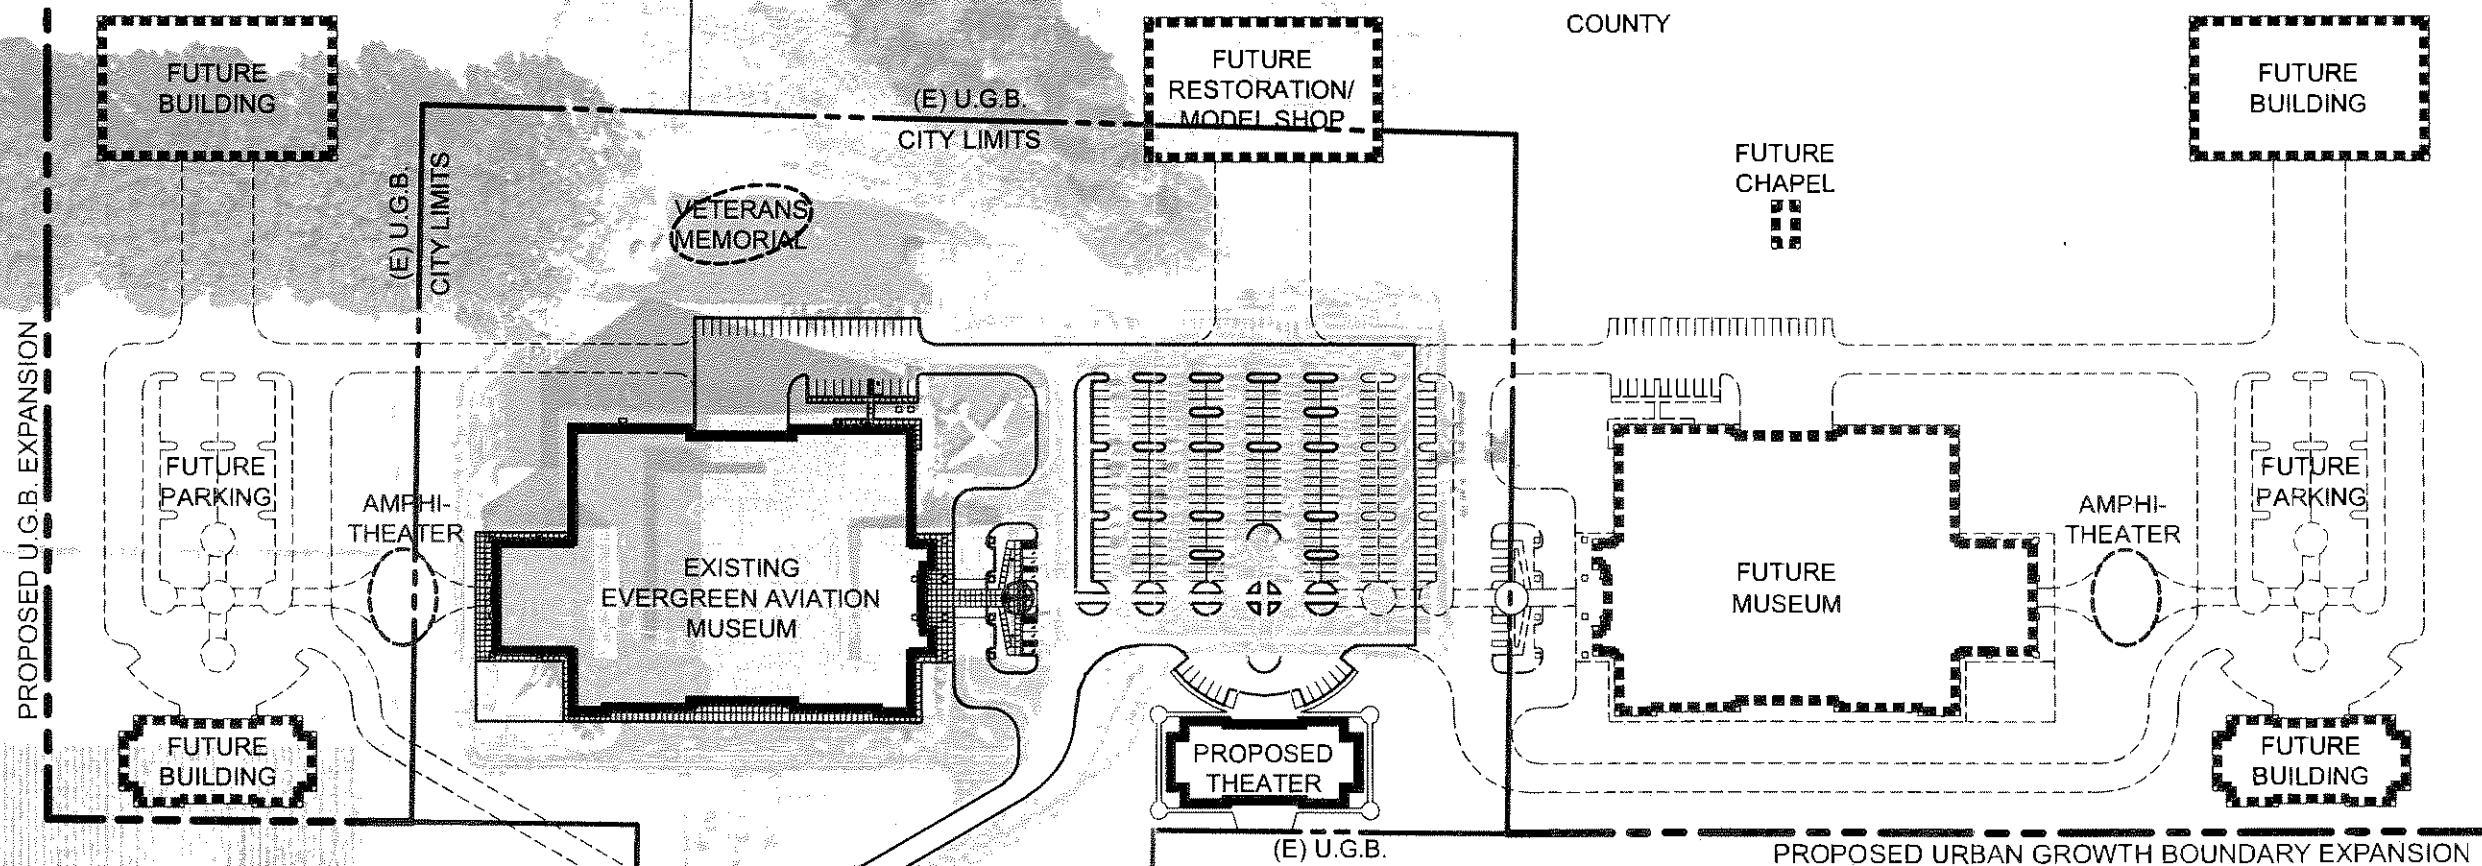 COUNTY
FUTURE
BUILDING
FUTURE
RESTORATION/
MODEL SHOP
FUTURE
BUILDING
(E) U.G.B.
CITY LIMITS
(E) U.G.B.
CITY LIMITS
VETERANS
MEMORIAL
FUTURE
CHAPEL
PROPOSED U.G.B. EXPANSION
FUTURE
PARKING
AMPHI-
THEATER
EXISTING
EVERGREEN AVIATION
MUSEUM
FUTURE
MUSEUM
AMPHI-
THEATER
FUTURE
PARKING
FUTURE
BUILDING
PROPOSED
THEATER
FUTURE
BUILDING
(E) U.G.B.
PROPOSED URBAN GROWTH BOUNDARY EXPANSION